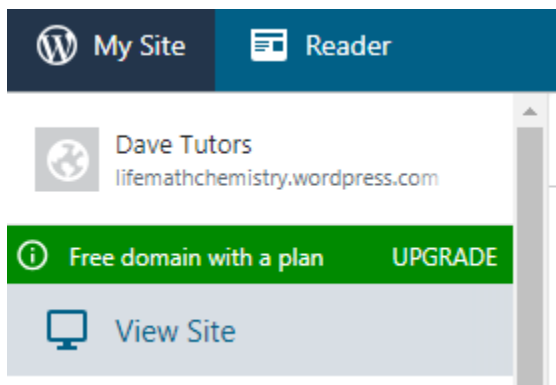 My Site Reader
Dave Tutors
lifemathchemistry.wordpress.com
Free domain with a plan UPGRADE
View Site